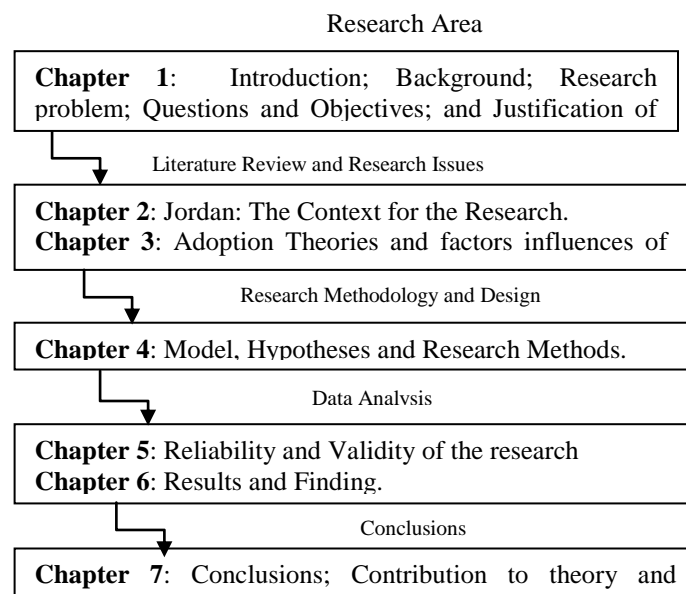 Research Area
Chapter 1: Introduction; Background; Research
problem; Questions and Objectives; and Justification of
Literature Review and Research Issues
Chapter 2: Jordan: The Context for the Research.
Chapter 3: Adoption Theories and factors influences of
Research Methodology and Design
Chapter 4: Model, Hypotheses and Research Methods.
Data Analysis
Chapter 5: Reliability and Validity of the research
Chapter 6: Results and Finding.
Conclusions
Chapter 7: Conclusions; Contribution to theory and